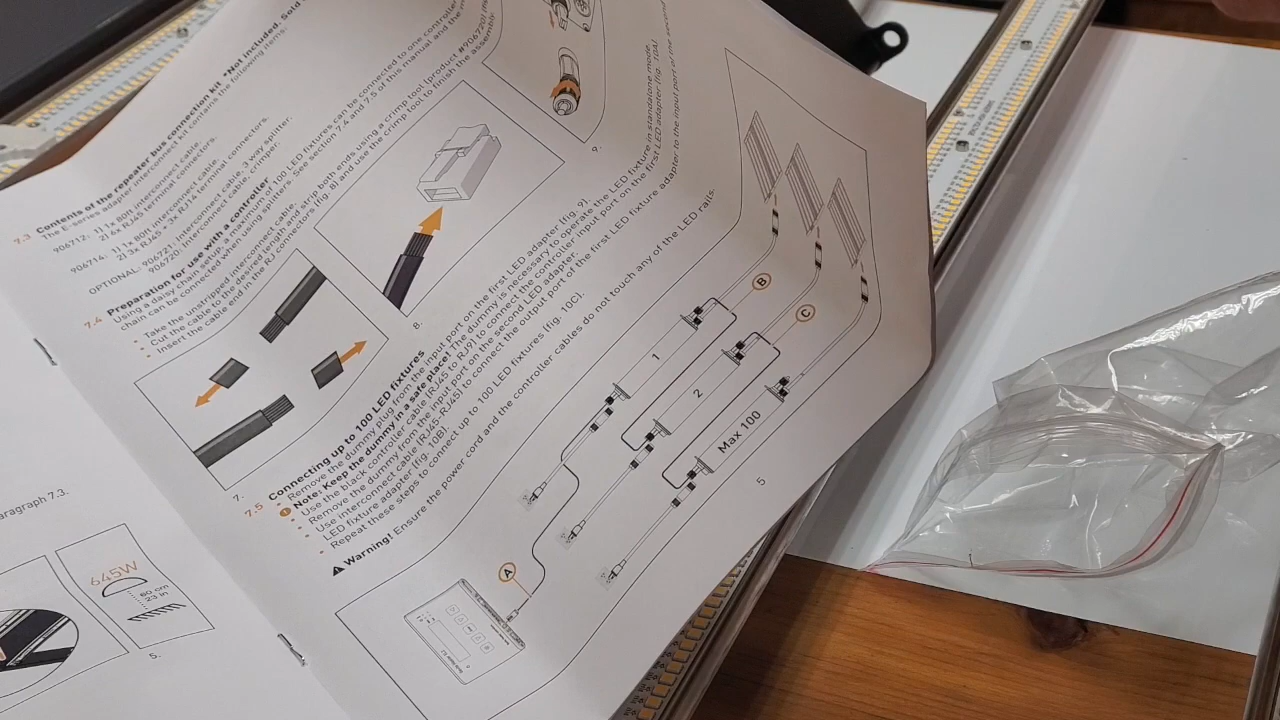 7.3 Contents of the repeater bus connection kit *Not included. Sold
The E-series adapter interconnect kit contains the following items:
906712: 1] 1x 80ft interconnect cable.
2] 6x RJ45 terminal connectors.
906714: 1] 1x 80ft interconnect cable.
2] 3x RJ45 + 3x RJ14 terminal connectors.
OPTIONAL: 906721: interconnect cable, 3 way splitter.
906720: interconnect cable, crimper.
7.4 Preparation for use with a controller
Using a daisy chain setup, a maximum of 100 LED fixtures can be connected to one controller
can be connected when using splitters. See section 7.4 and 7.5 of this manual and the
Take the unstripped interconnect cable.
Cut the cable to the desired length and strip both ends using a crimp tool (product #906720).
Insert the cable end in the RJ connectors (fig. 8) and use the crimp tool to finish the assemble
7.
8.
9.
7.5 Connecting up to 100 LED fixtures
Remove the dummy plug from the input port on the first LED adapter (fig. 9)
Note: Keep the dummy in a safe place! The dummy is necessary to operate the LED fixture in standalone mode.
Use the black controller cable [RJ45 to RJ9] to connect the controller input port on the first LED adapter (fig. 10A)
Remove the dummy from the input port on the second LED adapter.
Use interconnect cable [RJ45-RJ45] to connect the output port of the first LED fixture adapter to the input port of the second
LED fixture adapter (fig. 10B).
Repeat these steps to connect up to 100 LED fixtures (fig. 10C).
Warning! Ensure the power cord and the controller cables do not touch any of the LED rails.
A
B
C
1
2
Max 100
5
aragraph 7.3.
645W
60 cm
23 in
5.